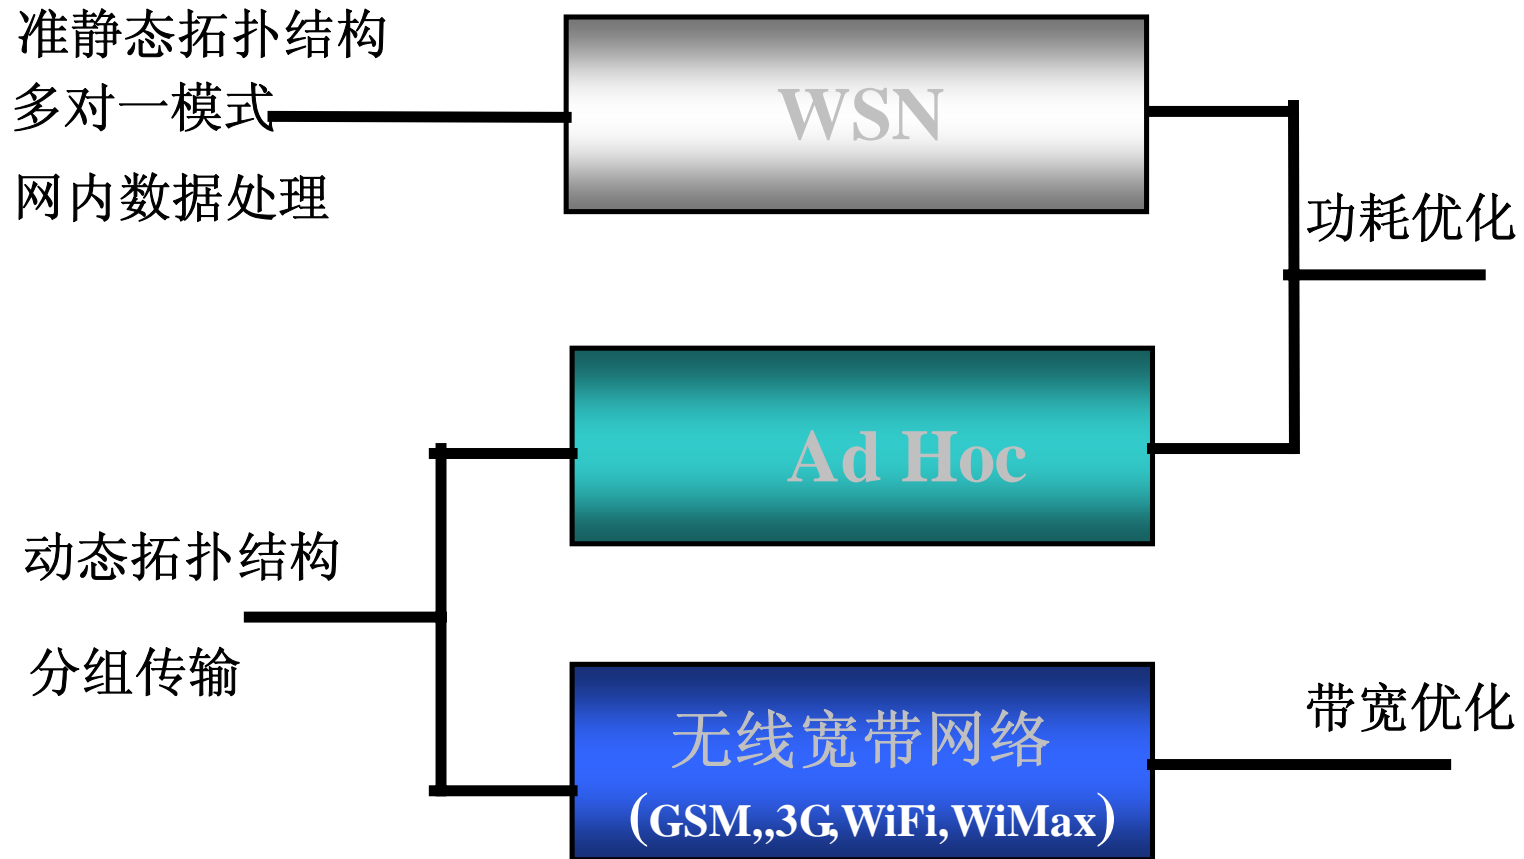 准静态拓扑结构
多对一模式
网内数据处理
WSN
功耗优化
Ad Hoc
动态拓扑结构
分组传输
无线宽带网络
(GSM,,3G,WiFi,WiMax)
带宽优化